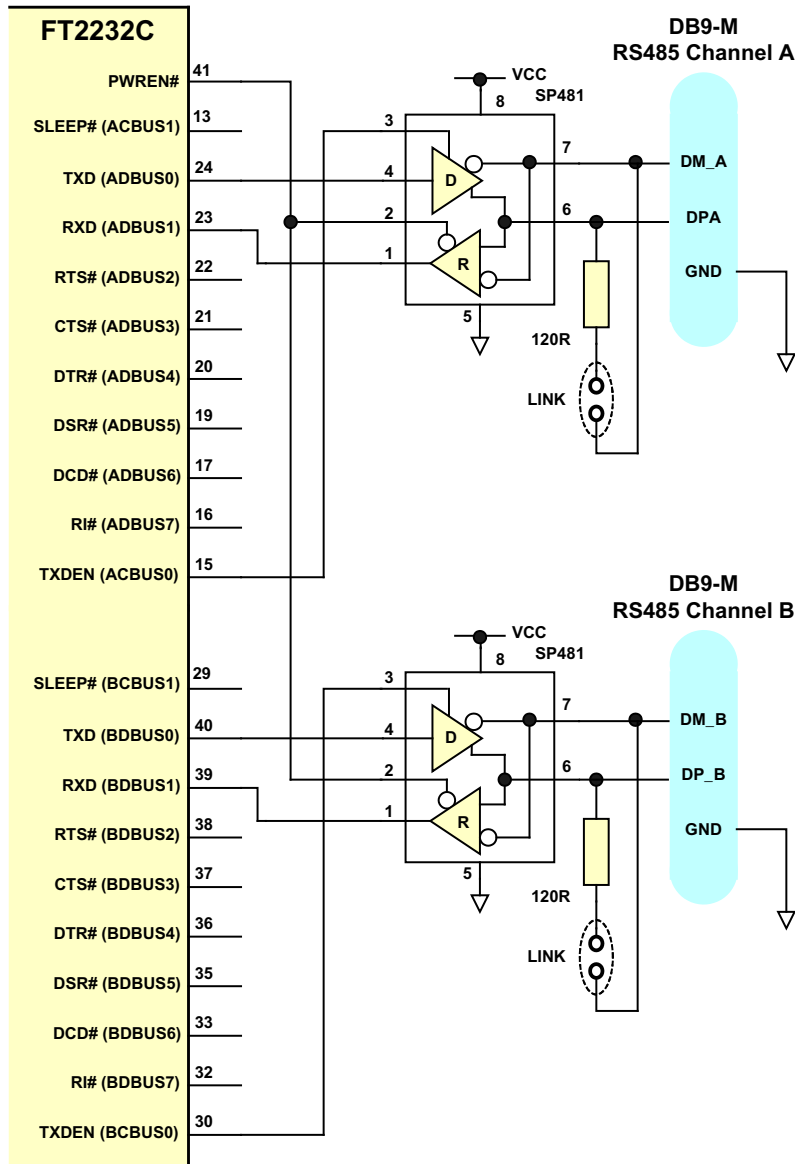 FT2232C
DB9-M
RS485 Channel A
PWREN#
41
SLEEP# (ACBUS1)
13
TXD (ADBUS0)
24
RXD (ADBUS1)
23
RTS# (ADBUS2)
22
CTS# (ADBUS3)
21
DTR# (ADBUS4)
20
DSR# (ADBUS5)
19
DCD# (ADBUS6)
17
RI# (ADBUS7)
16
TXDEN (ACBUS0)
15
VCC
SP481
8
3
4
2
1
5
7
6
D
R
DM_A
DPA
GND
120R
LINK
DB9-M
RS485 Channel B
SLEEP# (BCBUS1)
29
TXD (BDBUS0)
40
RXD (BDBUS1)
39
RTS# (BDBUS2)
38
CTS# (BDBUS3)
37
DTR# (BDBUS4)
36
DSR# (BDBUS5)
35
DCD# (BDBUS6)
33
RI# (BDBUS7)
32
TXDEN (BCBUS0)
30
VCC
SP481
8
3
4
2
1
5
7
6
D
R
DM_B
DP_B
GND
120R
LINK